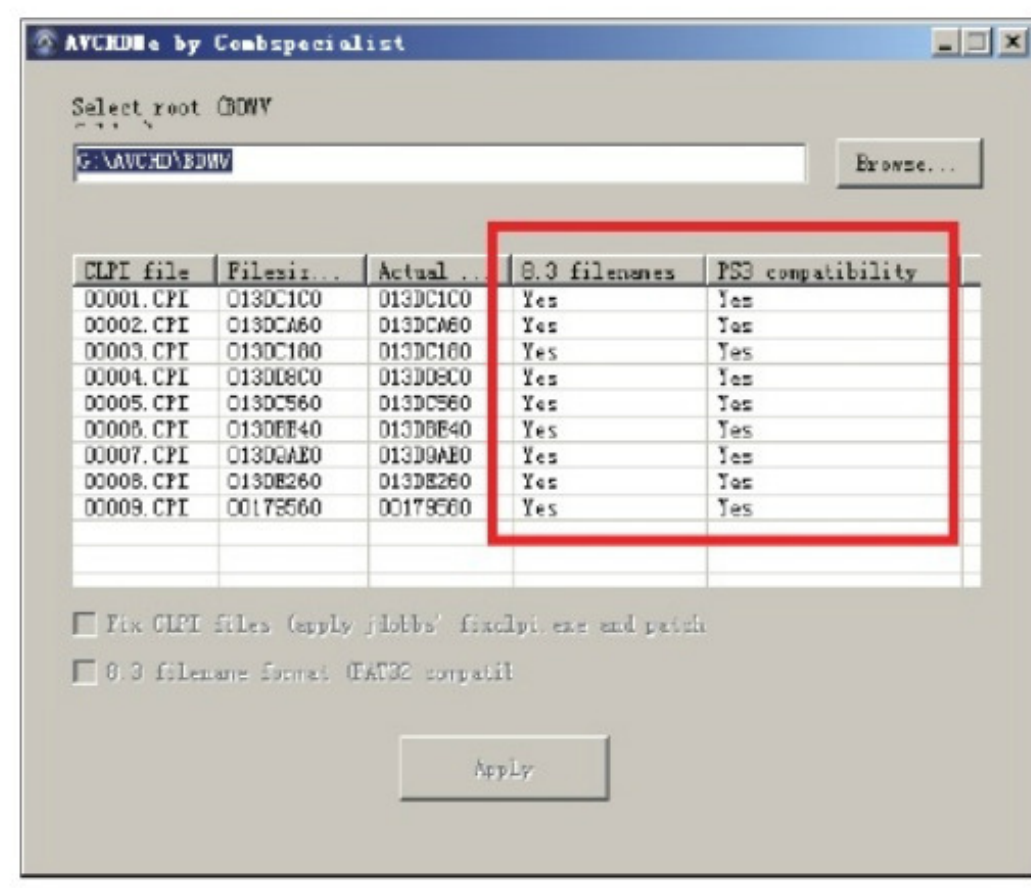 AVCHDMe by Combspecialist
Select root (BDMV
G:\AVCHD\BDMV
Browse...
CLPI file Filesiz... Actual ... 8.3 filenames PS3 compatibility
00001.CPI 013DC1C0 013DC1C0 Yes Yes
00002.CPI 013DCA60 013DCA60 Yes Yes
00003.CPI 013DC180 013DC180 Yes Yes
00004.CPI 013DD8C0 013DD8C0 Yes Yes
00005.CPI 013DC560 013DC560 Yes Yes
00006.CPI 013DBE40 013DBE40 Yes Yes
00007.CPI 013D9AE0 013D9AE0 Yes Yes
00008.CPI 013DE260 013DE260 Yes Yes
00009.CPI 00179560 00179560 Yes Yes
Fix CLPI files (apply jdobbs' fixclpi.exe and patch
8.3 filename format (FAT32 compatib
Apply